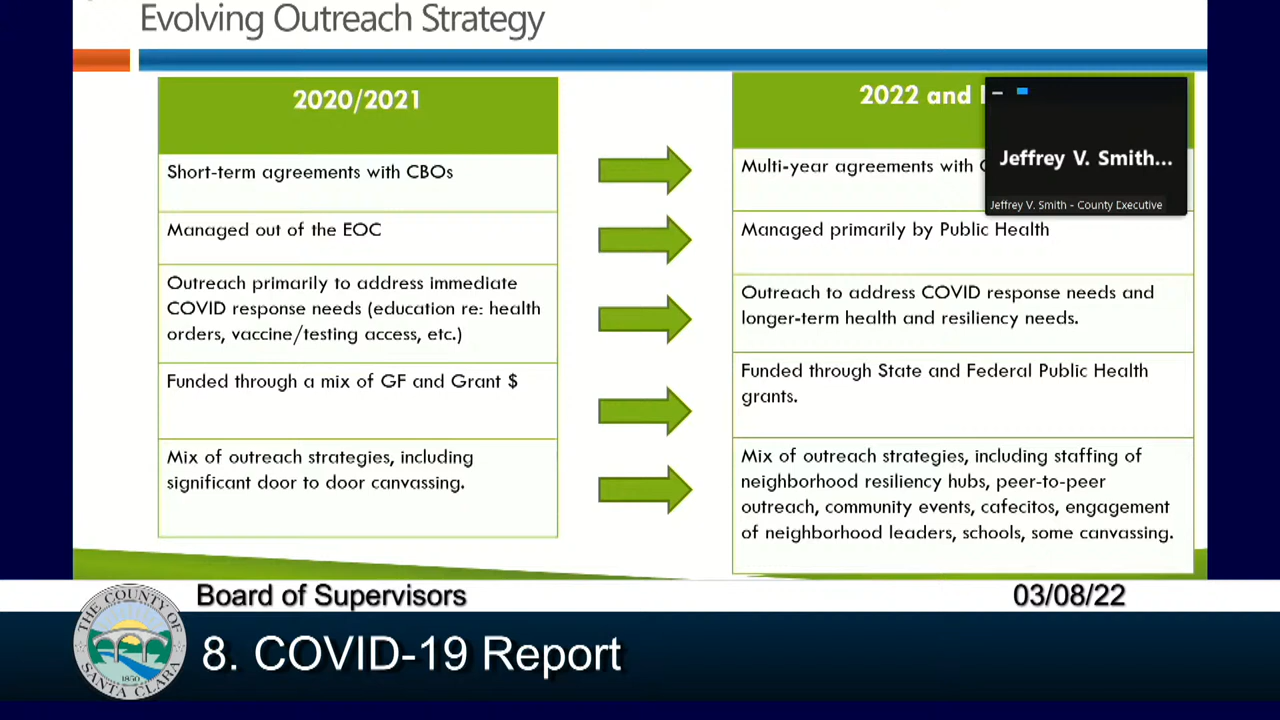 Evolving Outreach Strategy
2020/2021
Short-term agreements with CBOs
Managed out of the EOC
Outreach primarily to address immediate
COVID response needs (education re: health
orders, vaccine/testing access, etc.)
Funded through a mix of GF and Grant $
Mix of outreach strategies, including
significant door to door canvassing.
2022 and
Multi-year agreements with
Managed primarily by Public Health
Outreach to address COVID response needs and
longer-term health and resiliency needs.
Funded through State and Federal Public Health
grants.
Mix of outreach strategies, including staffing of
neighborhood resiliency hubs, peer-to-peer
outreach, community events, cafecitos, engagement
of neighborhood leaders, schools, some canvassing.
Jeffrey V. Smith...
Jeffrey V. Smith - County Executive
Board of Supervisors
03/08/22
8. COVID-19 Report
THE COUNTY OF
SANTA CLARA
1850